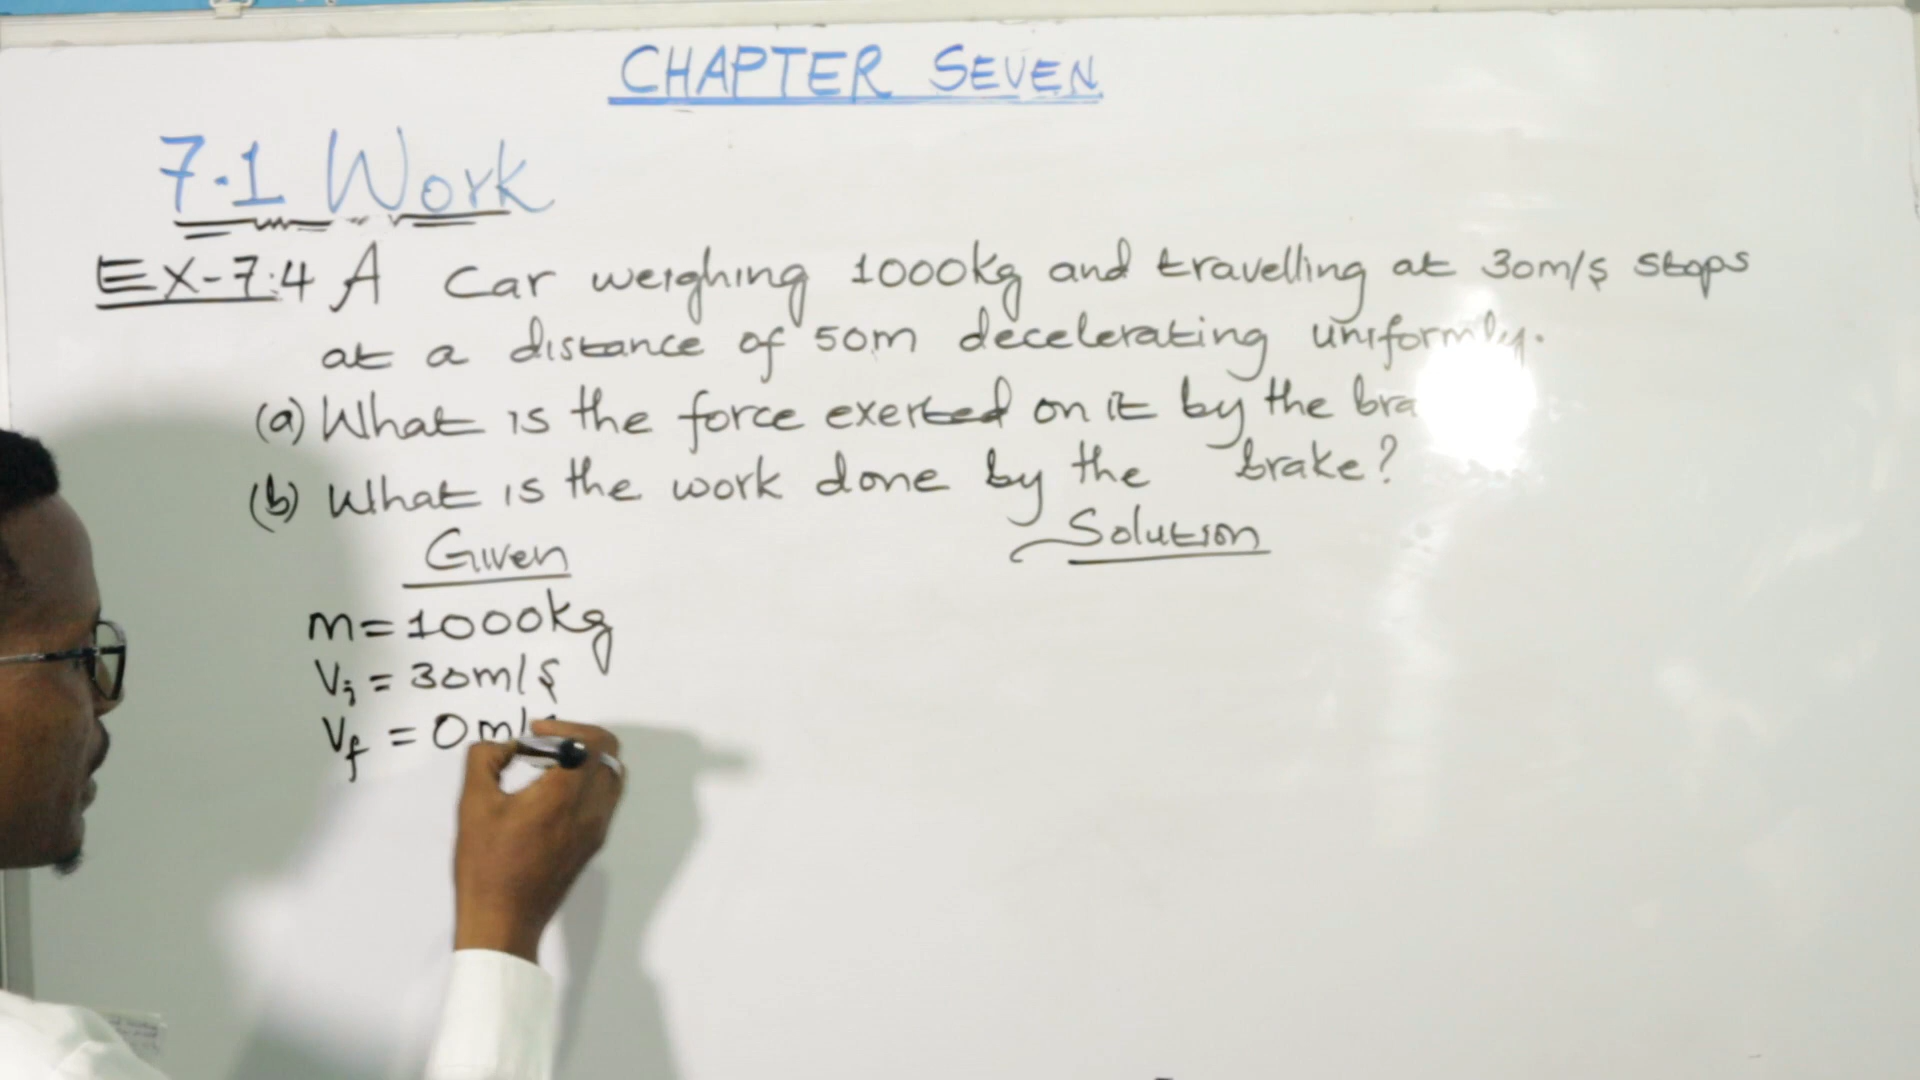 CHAPTER SEVEN
7.1 Work
EX-7.4 A Car weighing 1000kg and travelling at 30m/s stops
at a distance of 50m decelerating uniformly.
(a) What is the force exerted on it by the
(b) What is the work done by the brake?
Given
Solution
m = 1000kg
Vi = 30m/s
Vf = 0m/